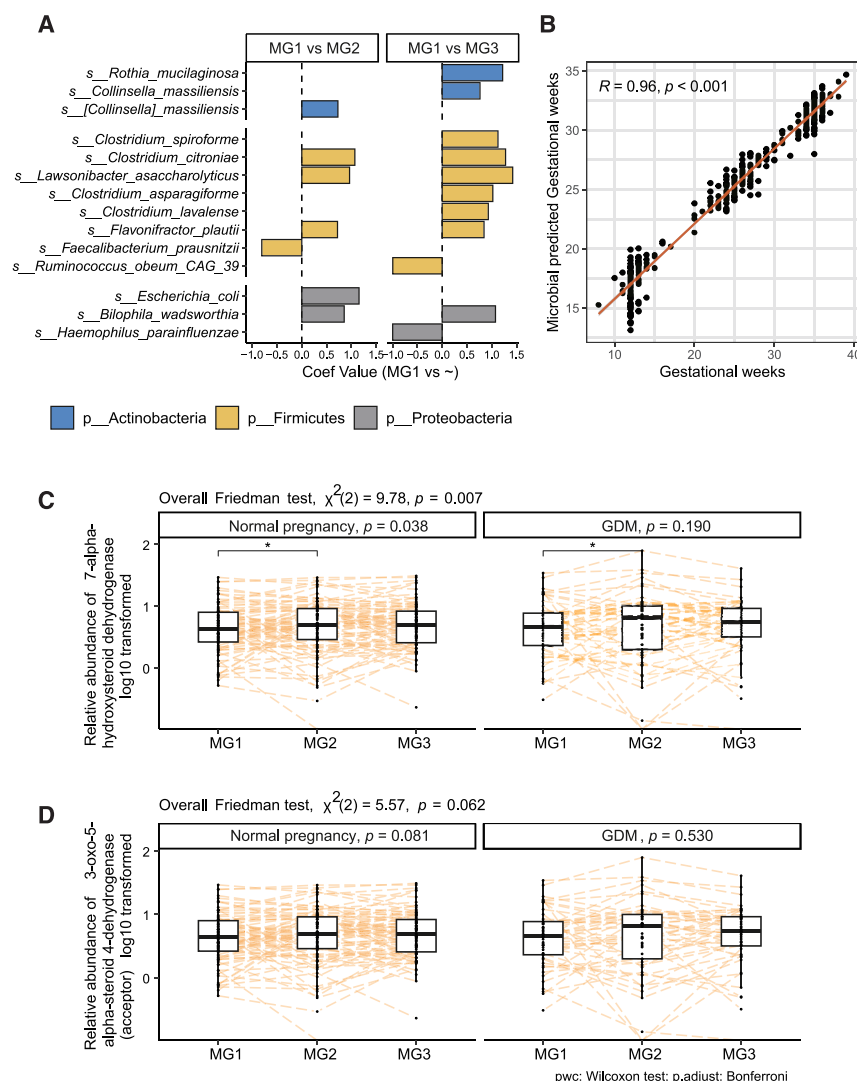 A
B
MG1 vs MG2 MG1 vs MG3
s__Rothia_mucilaginosa
s__Collinsella_massiliensis
s__[Collinsella]_massiliensis
s__Clostridium_spiroforme
s__Clostridium_citroniae
s__Lawsonibacter_asaccharolyticus
s__Clostridium_asparagiforme
s__Clostridium_lavalense
s__Flavonifractor_plautii
s__Faecalibacterium_prausnitzii
s__Ruminococcus_obeum_CAG_39
s__Escherichia_coli
s__Bilophila_wadsworthia
s__Haemophilus_parainfluenzae
−1.0 −0.5 0.0 0.5 1.0 1.5 −1.0 −0.5 0.0 0.5 1.0 1.5
Coef Value (MG1 vs ~)
p__Actinobacteria p__Firmicutes p__Proteobacteria
R = 0.96, p < 0.001
Microbial predicted Gestational weeks
35
30
25
20
15
10 20 30 40
Gestational weeks
C
Overall Friedman test, χ2(2) = 9.78, p = 0.007
Normal pregnancy, p = 0.038 GDM, p = 0.190
Relative abundance of 7-alpha-
hydroxysteroid dehydrogenase
log10 transformed
2
1
0
* *
MG1 MG2 MG3 MG1 MG2 MG3
D
Overall Friedman test, χ2(2) = 5.57, p = 0.062
Normal pregnancy, p = 0.081 GDM, p = 0.530
Relative abundance of 3-oxo-5-
alpha-steroid 4-dehydrogenase
(acceptor) log10 transformed
2
1
0
MG1 MG2 MG3 MG1 MG2 MG3
pwc: Wilcoxon test; p.adjust: Bonferroni